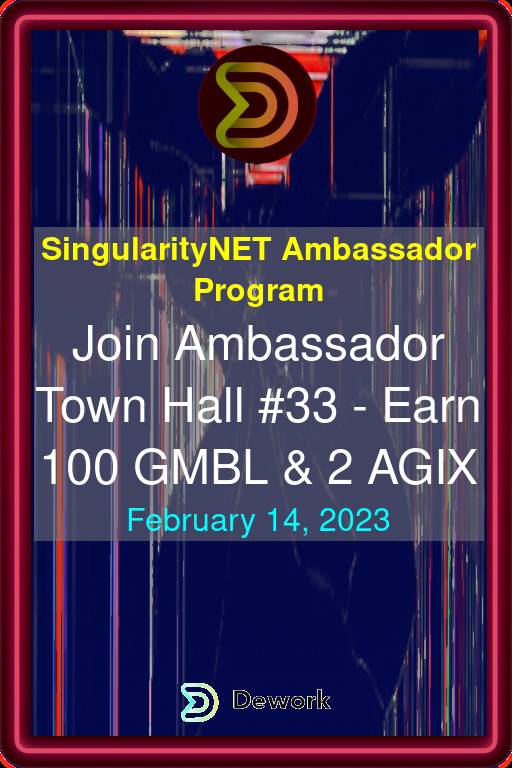 SingularityNET Ambassador
Program
Join Ambassador
Town Hall #33 - Earn
100 GMBL & 2 AGIX
February 14, 2023
Dework